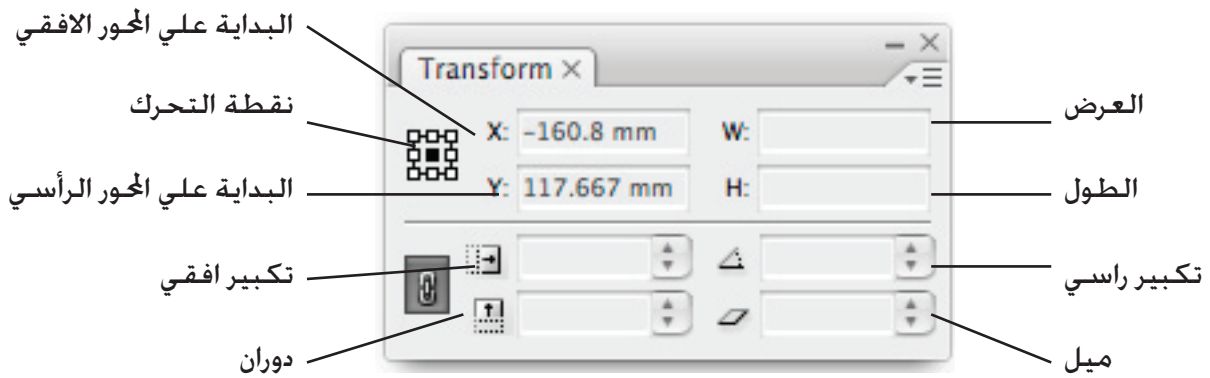 البداية علي المحور الافقي
Transform
نقطة التحرك
X: -160.8 mm
W:
العرض
البداية علي المحور الرأسي
Y: 117.667 mm
H:
الطول
تكبير افقي
تكبير راسي
دوران
ميل